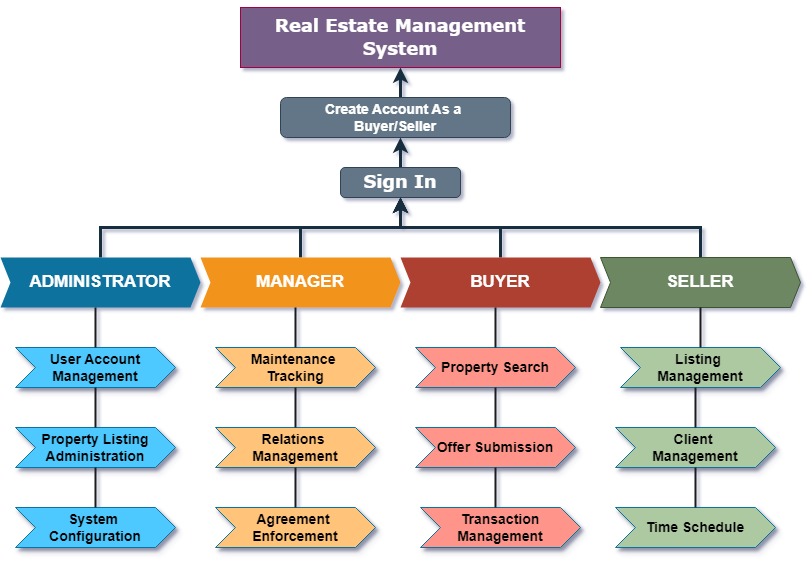 Real Estate Management
System
Create Account As a
Buyer/Seller
Sign In
ADMINISTRATOR
MANAGER
BUYER
SELLER
User Account
Management
Maintenance
Tracking
Property Search
Listing
Management
Property Listing
Administration
Relations
Management
Offer Submission
Client
Management
System
Configuration
Agreement
Enforcement
Transaction
Management
Time Schedule